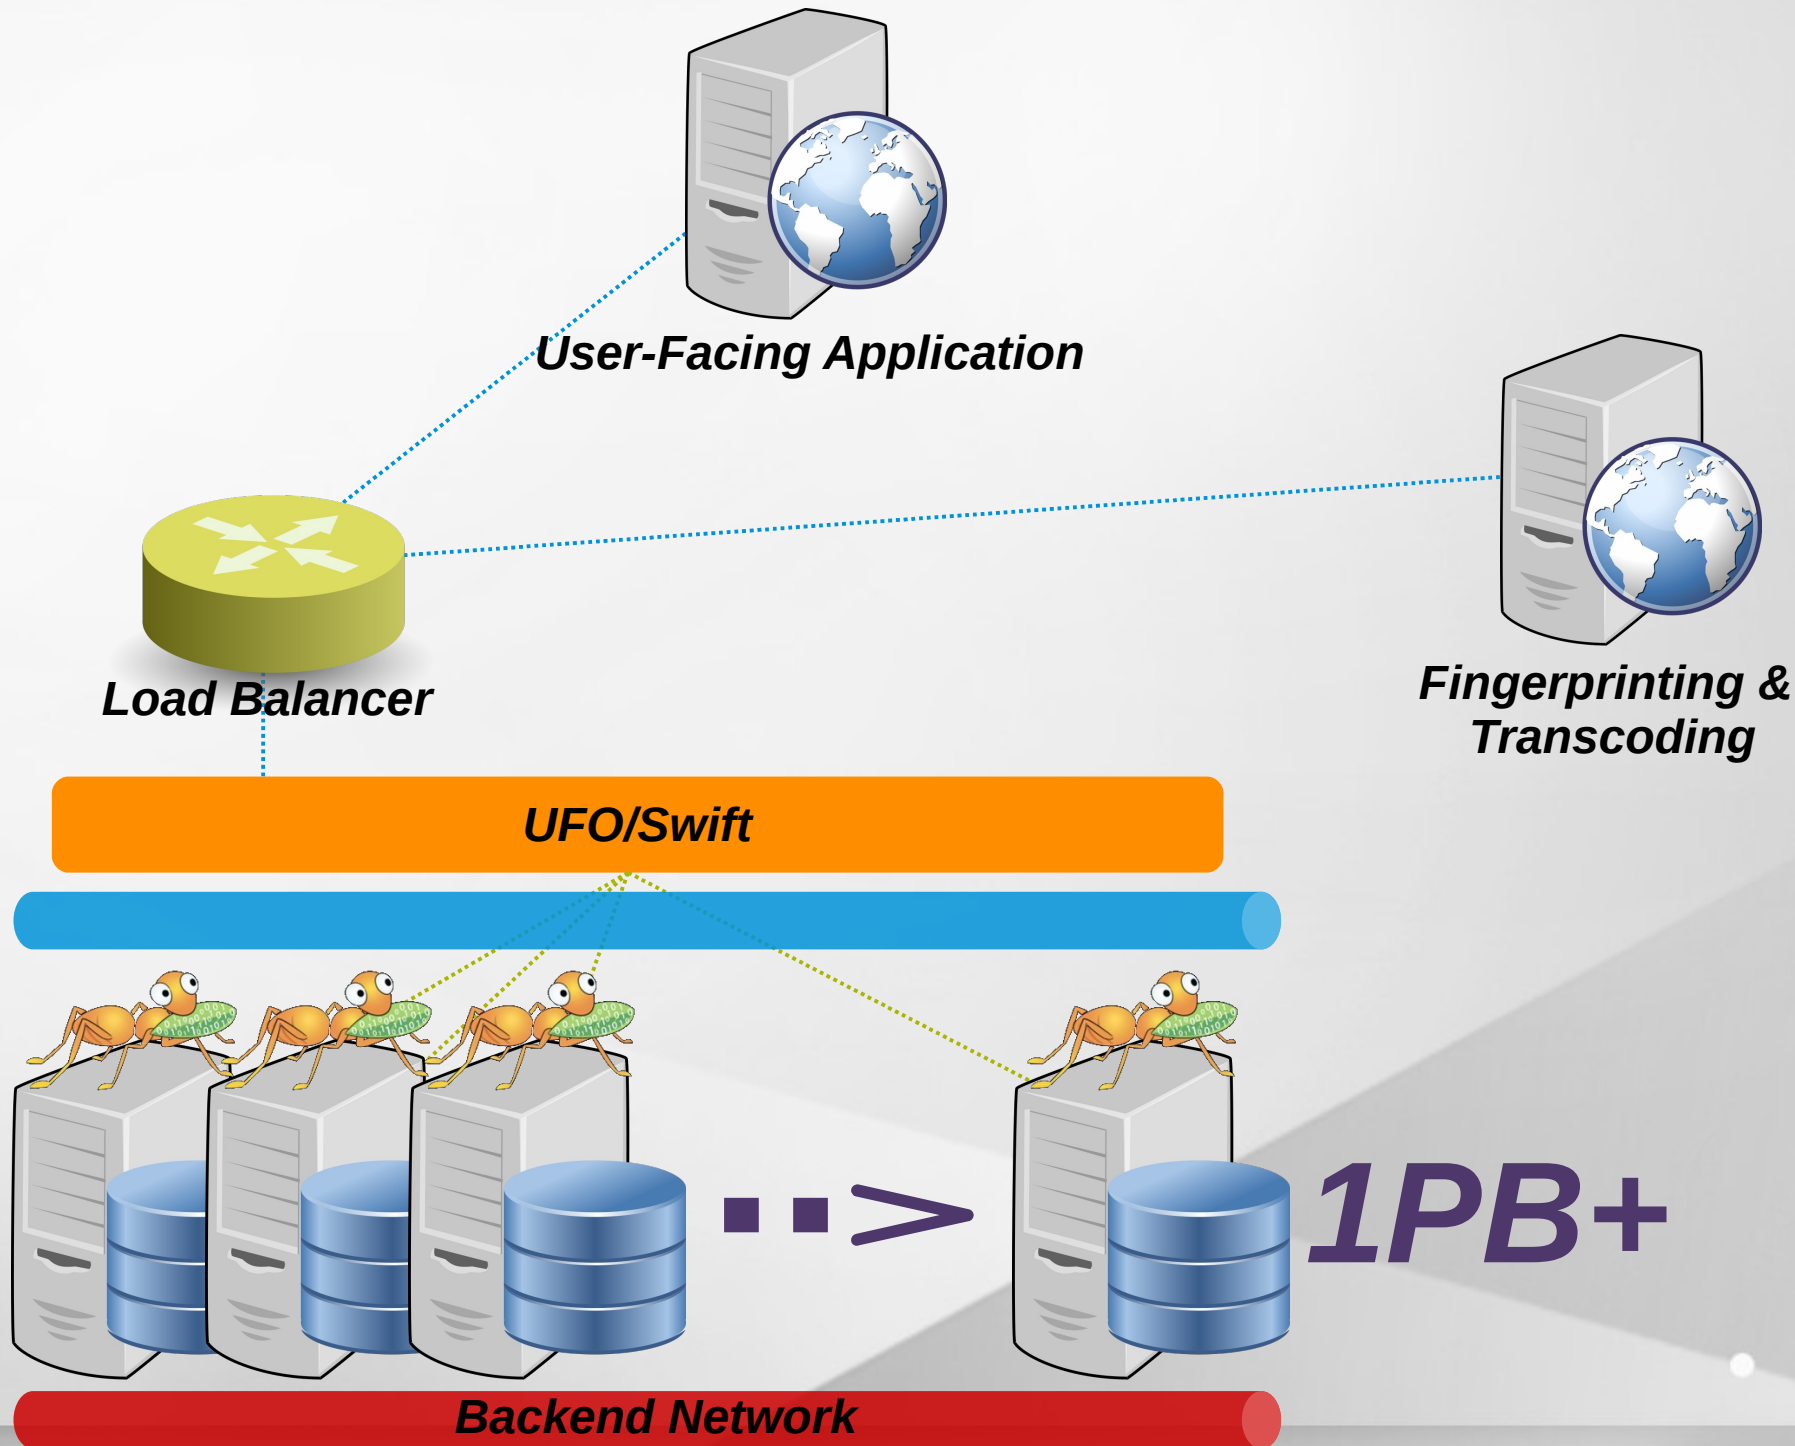 User-Facing Application
Fingerprinting &
Transcoding
Load Balancer
UFO/Swift
1PB+
Backend Network